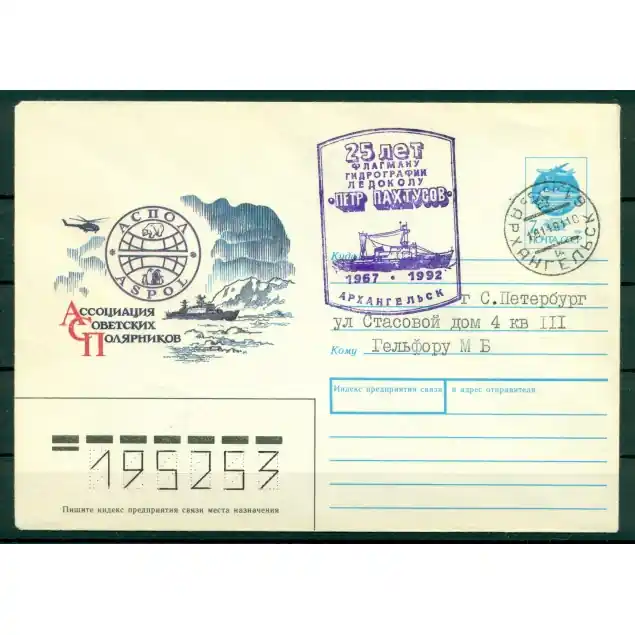 АСПОЛ
ASPOL
Ассоциация
Советских
Полярников
25 лет
ФЛАГМАНУ
ГИДРОГРАФИИ
ЛЕДОКОЛУ
"ПЕТР ПАХТУСОВ"
1967 · 1992
АРХАНГЕЛЬСК
ПОЧТА СССР
АРХАНГЕЛЬСК
Куда
г С.Петербург
ул Стасовой дом 4 кв III
Кому Гельфору М Б
Индекс предприятия связи и адрес отправителя
195253
Пишите индекс предприятия связи места назначения